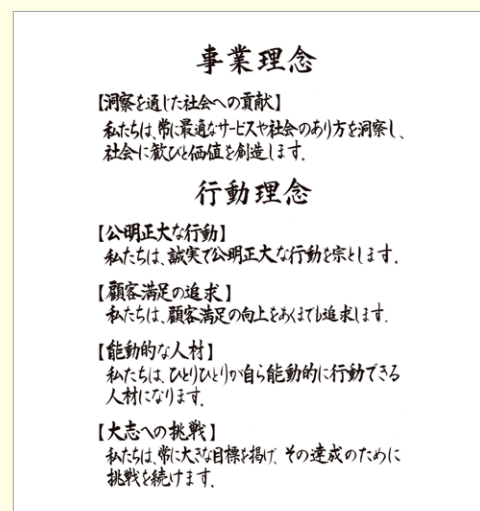 事業理念
【洞察を通じた社会への貢献】
私たちは、常に最適なサービスや社会のあり方を洞察し、
社会に歓びと価値を創造します。
行動理念
【公明正大な行動】
私たちは、誠実で公明正大な行動を宗とします。
【顧客満足の追求】
私たちは、顧客満足の向上をあくまでも追求します。
【能動的な人材】
私たちは、ひとりひとりが自ら能動的に行動できる
人材になります。
【大志への挑戦】
私たちは、常に大きな目標を掲げ、その達成のために
挑戦を続けます。